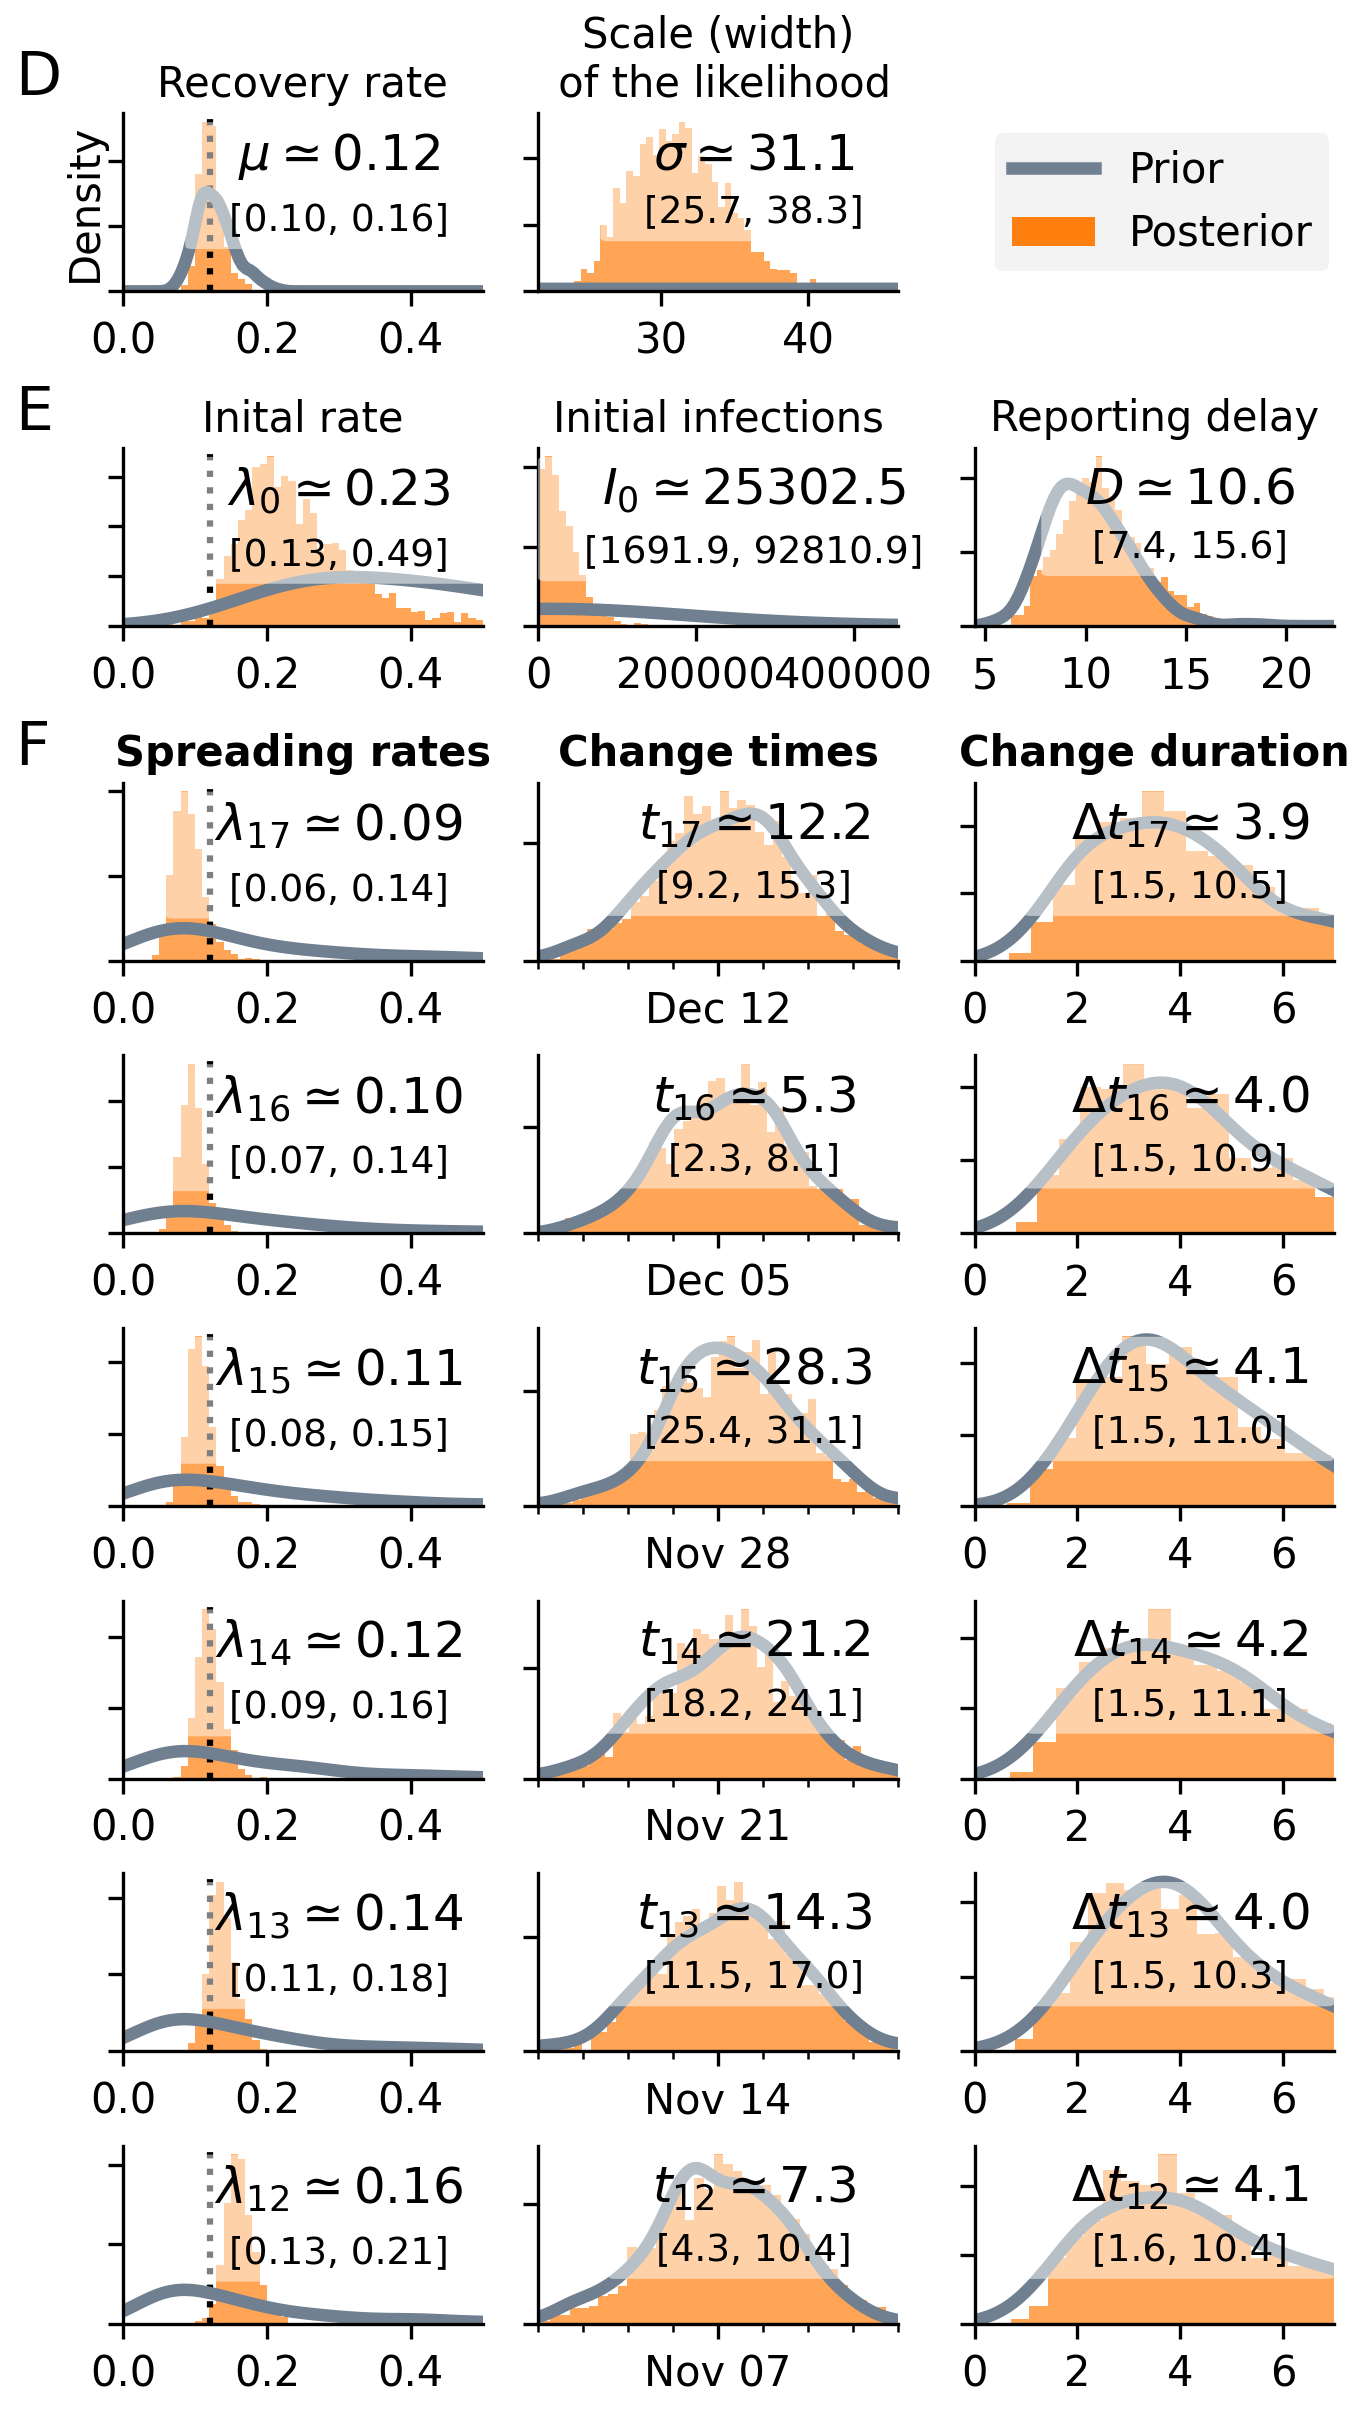 D
Recovery rate
Scale (width)
of the likelihood
Density
μ ≃ 0.12
[0.10, 0.16]
0.0 0.2 0.4
σ ≃ 31.1
[25.7, 38.3]
30 40
Prior
Posterior
E
Inital rate
λ0 ≃ 0.23
[0.13, 0.49]
0.0 0.2 0.4
Initial infections
I0 ≃ 25302.5
[1691.9, 92810.9]
0 200000 400000
Reporting delay
D ≃ 10.6
[7.4, 15.6]
5 10 15 20
F
Spreading rates Change times Change duration
λ17 ≃ 0.09
[0.06, 0.14]
0.0 0.2 0.4
t17 ≃ 12.2
[9.2, 15.3]
Dec 12
Δt17 ≃ 3.9
[1.5, 10.5]
0 2 4 6
λ16 ≃ 0.10
[0.07, 0.14]
0.0 0.2 0.4
t16 ≃ 5.3
[2.3, 8.1]
Dec 05
Δt16 ≃ 4.0
[1.5, 10.9]
0 2 4 6
λ15 ≃ 0.11
[0.08, 0.15]
0.0 0.2 0.4
t15 ≃ 28.3
[25.4, 31.1]
Nov 28
Δt15 ≃ 4.1
[1.5, 11.0]
0 2 4 6
λ14 ≃ 0.12
[0.09, 0.16]
0.0 0.2 0.4
t14 ≃ 21.2
[18.2, 24.1]
Nov 21
Δt14 ≃ 4.2
[1.5, 11.1]
0 2 4 6
λ13 ≃ 0.14
[0.11, 0.18]
0.0 0.2 0.4
t13 ≃ 14.3
[11.5, 17.0]
Nov 14
Δt13 ≃ 4.0
[1.5, 10.3]
0 2 4 6
λ12 ≃ 0.16
[0.13, 0.21]
0.0 0.2 0.4
t12 ≃ 7.3
[4.3, 10.4]
Nov 07
Δt12 ≃ 4.1
[1.6, 10.4]
0 2 4 6